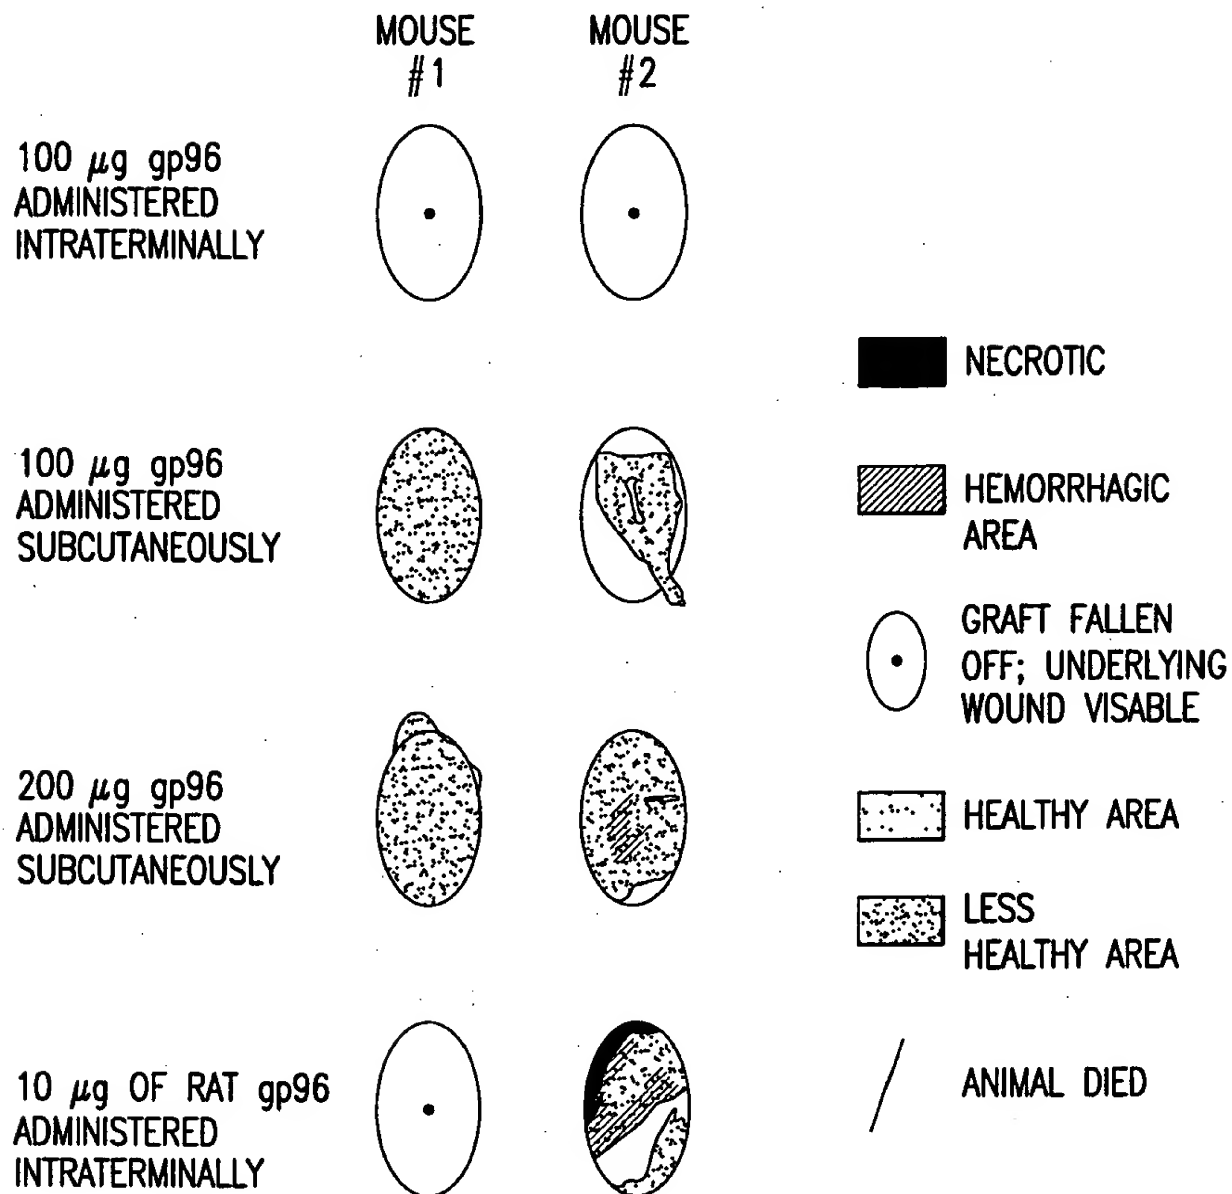 MOUSE #1
MOUSE #2
100 μg gp96
ADMINISTERED
INTRATERMINALLY
100 μg gp96
ADMINISTERED
SUBCUTANEOUSLY
200 μg gp96
ADMINISTERED
SUBCUTANEOUSLY
10 μg OF RAT gp96
ADMINISTERED
INTRATERMINALLY
NECROTIC
HEMORRHAGIC
AREA
GRAFT FALLEN
OFF; UNDERLYING
WOUND VISABLE
HEALTHY AREA
LESS
HEALTHY AREA
ANIMAL DIED